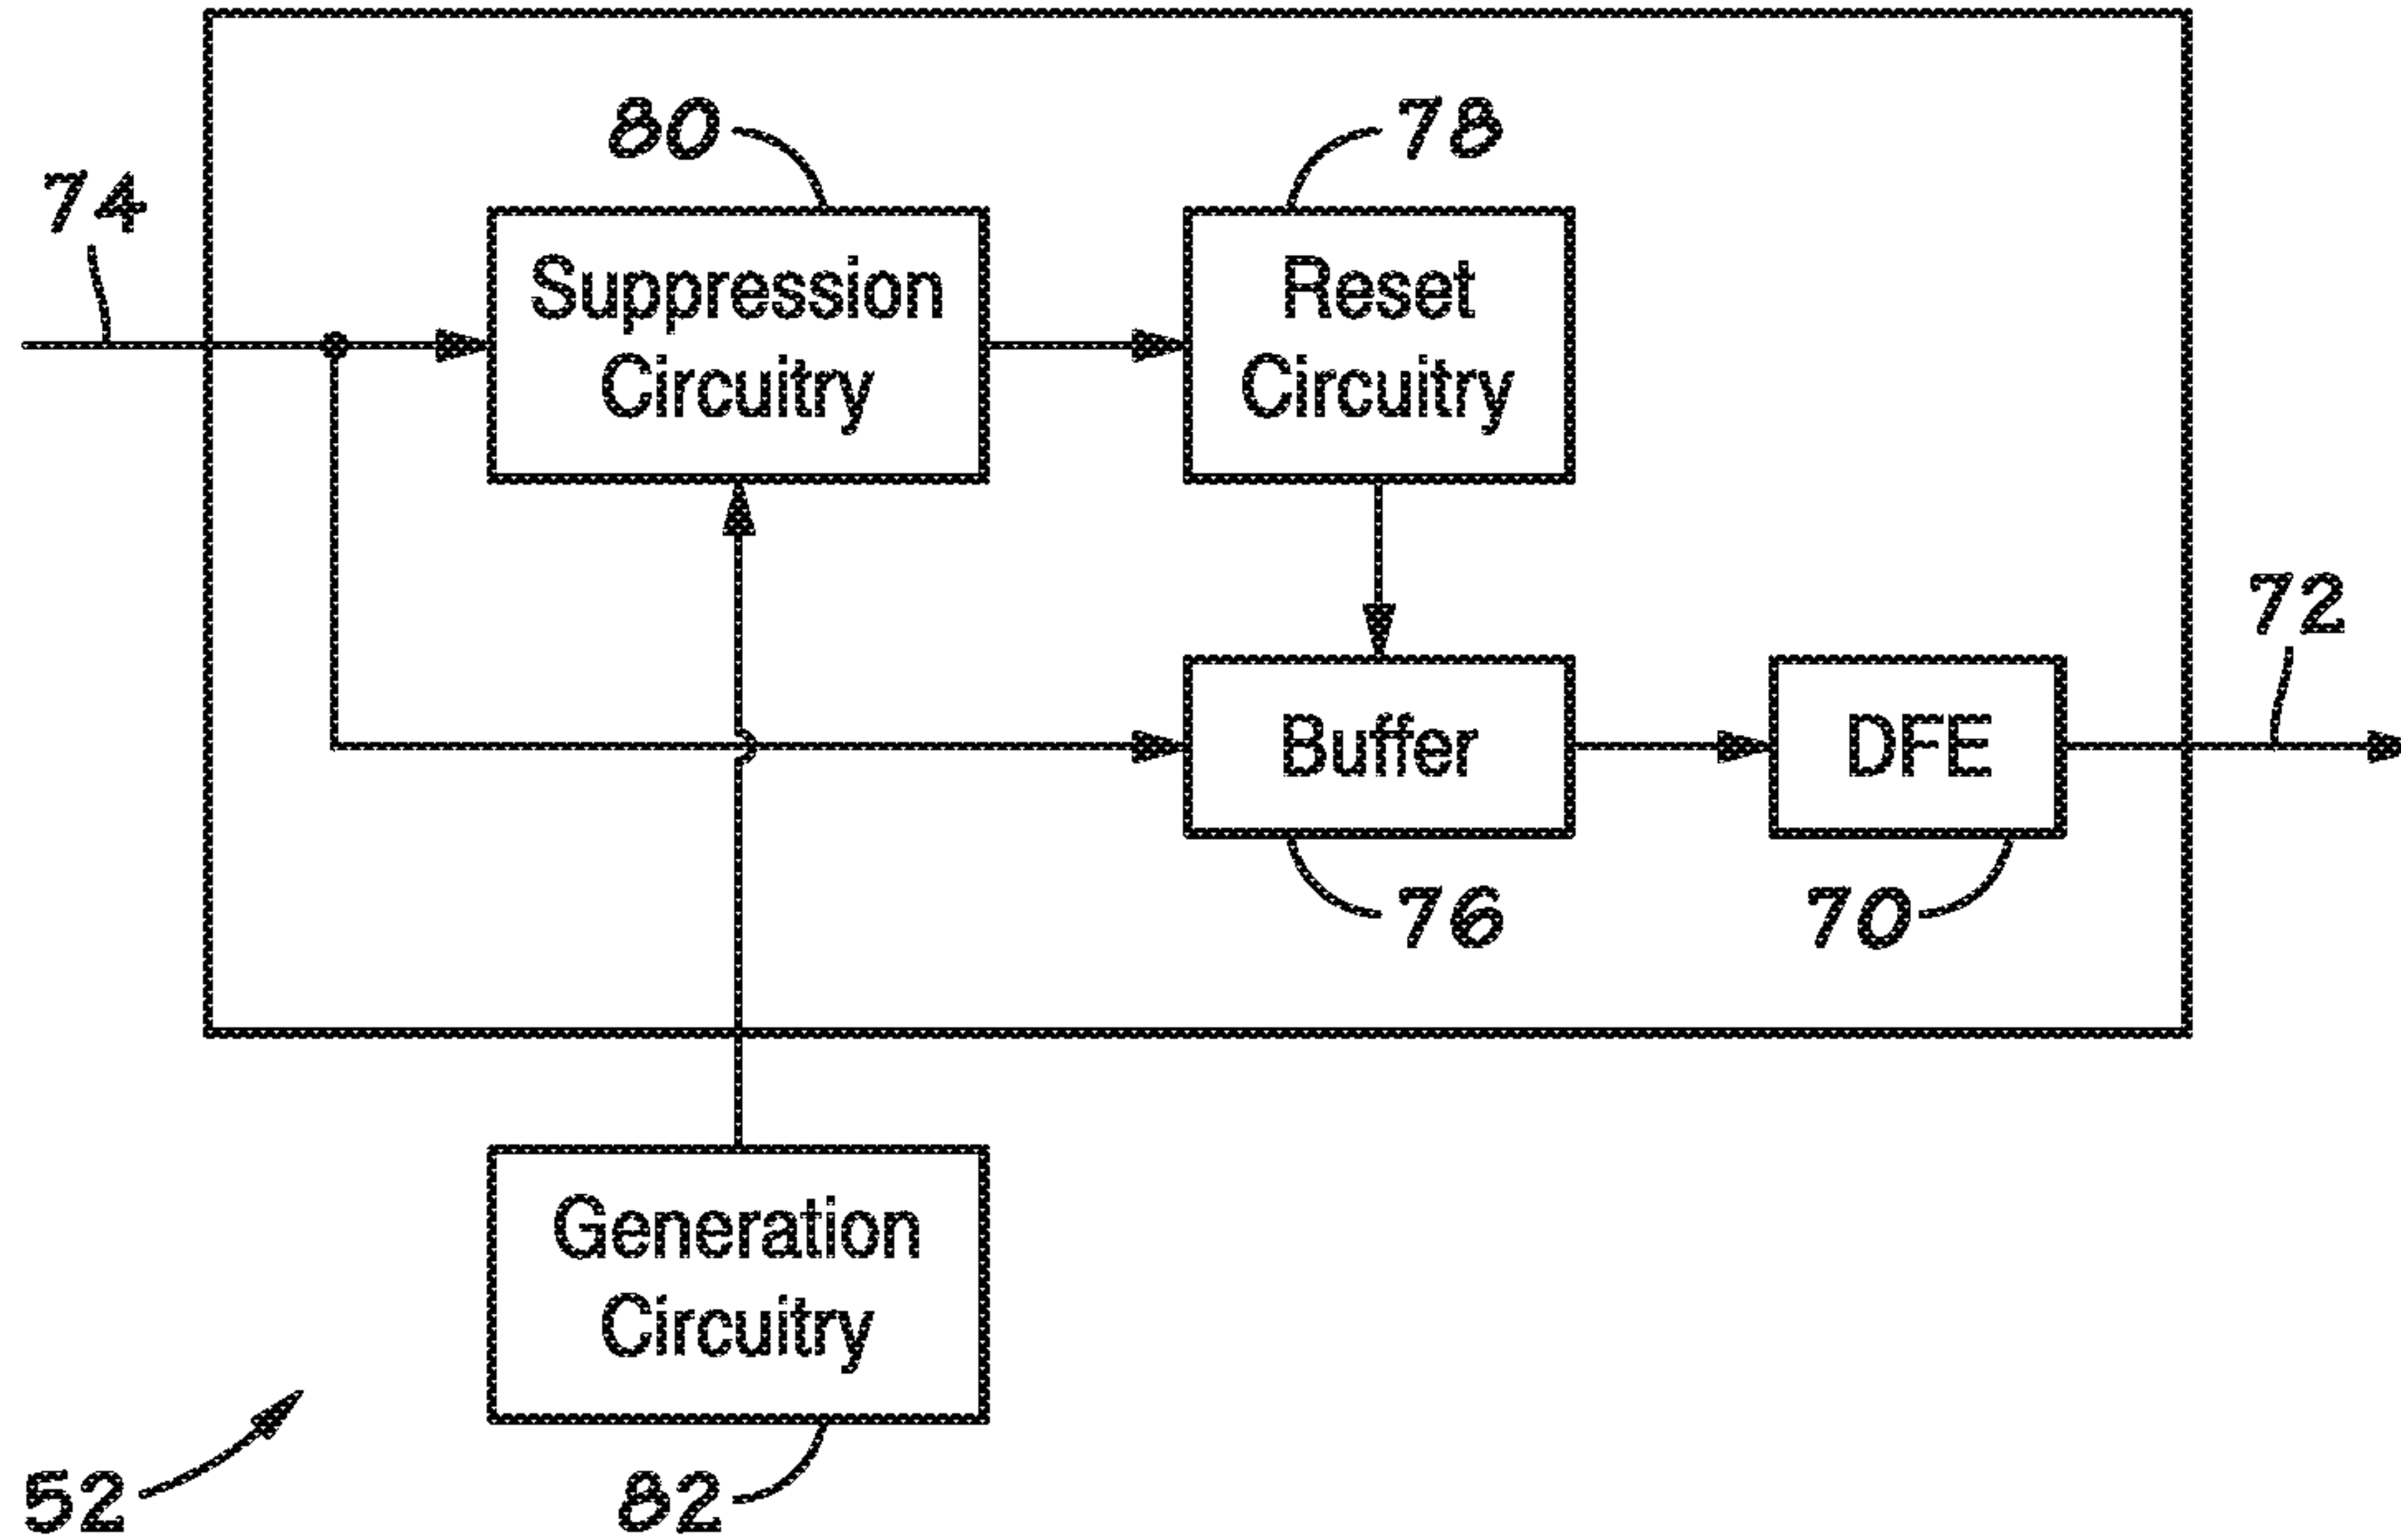 80
78
74
Suppression
Circuitry
Reset
Circuitry
72
Buffer
DFE
76
70
Generation
Circuitry
52
82